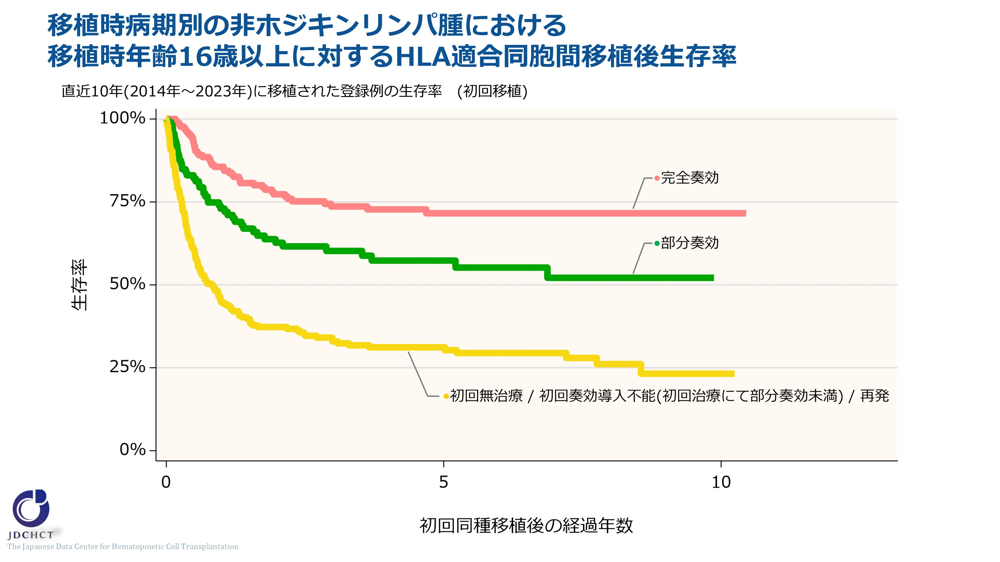 移植時病期別の非ホジキンリンパ腫における
移植時年齢16歳以上に対するHLA適合同胞間移植後生存率
直近10年(2014年～2023年)に移植された登録例の生存率　(初回移植)
100%
75%
50%
25%
0%
生存率
完全奏効
部分奏効
初回無治療 / 初回奏効導入不能(初回治療にて部分奏効未満) / 再発
0
5
10
初回同種移植後の経過年数
JDCHCT
The Japanese Data Center for Hematopoietic Cell Transplantation